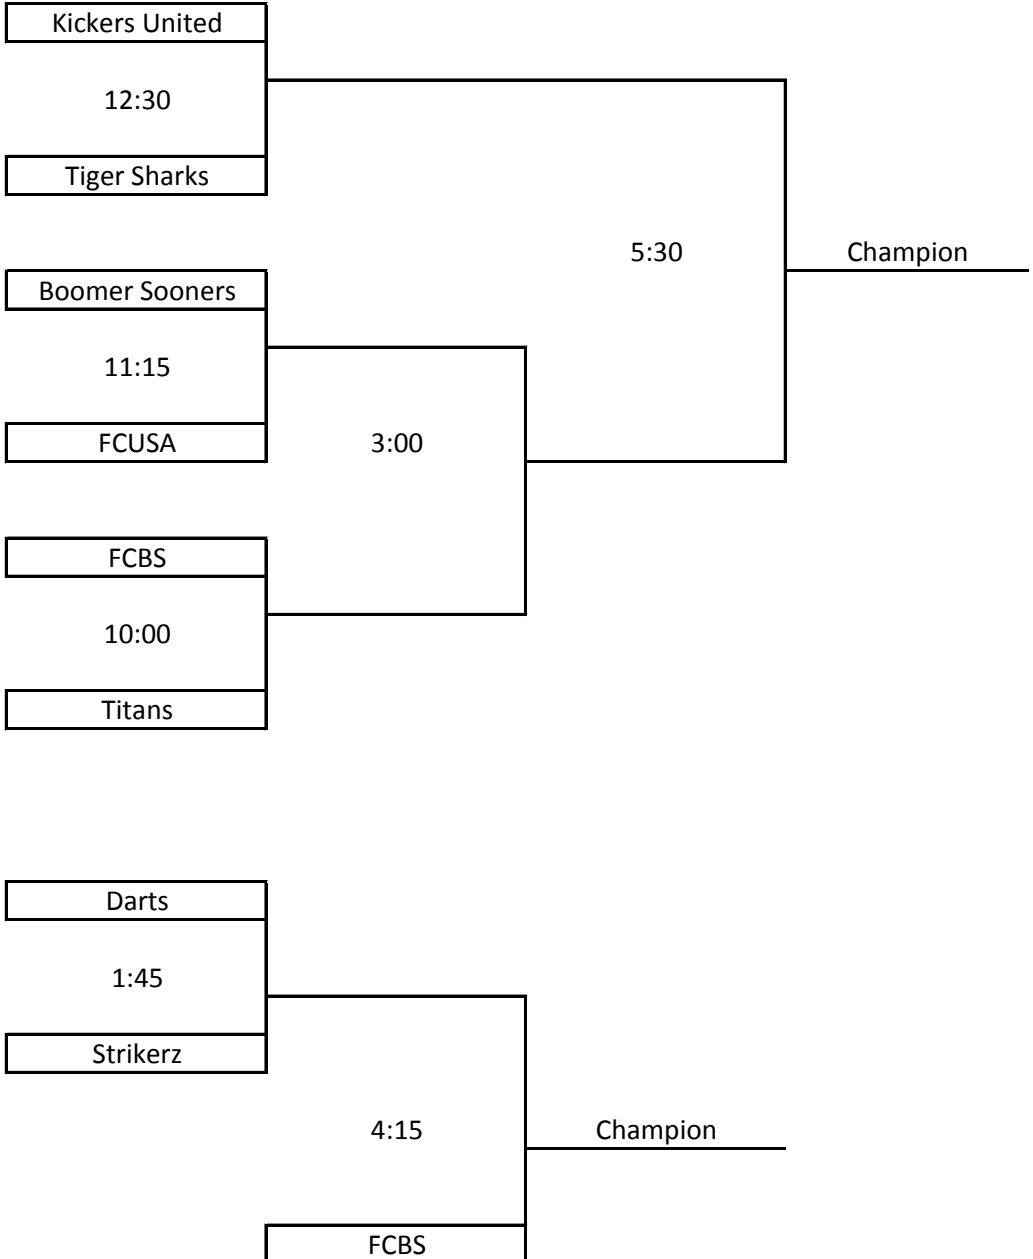 Kickers United
12:30
Tiger Sharks
5:30
Champion
Boomer Sooners
11:15
FCUSA
3:00
FCBS
10:00
Titans
Darts
1:45
Strikerz
4:15
Champion
FCBS